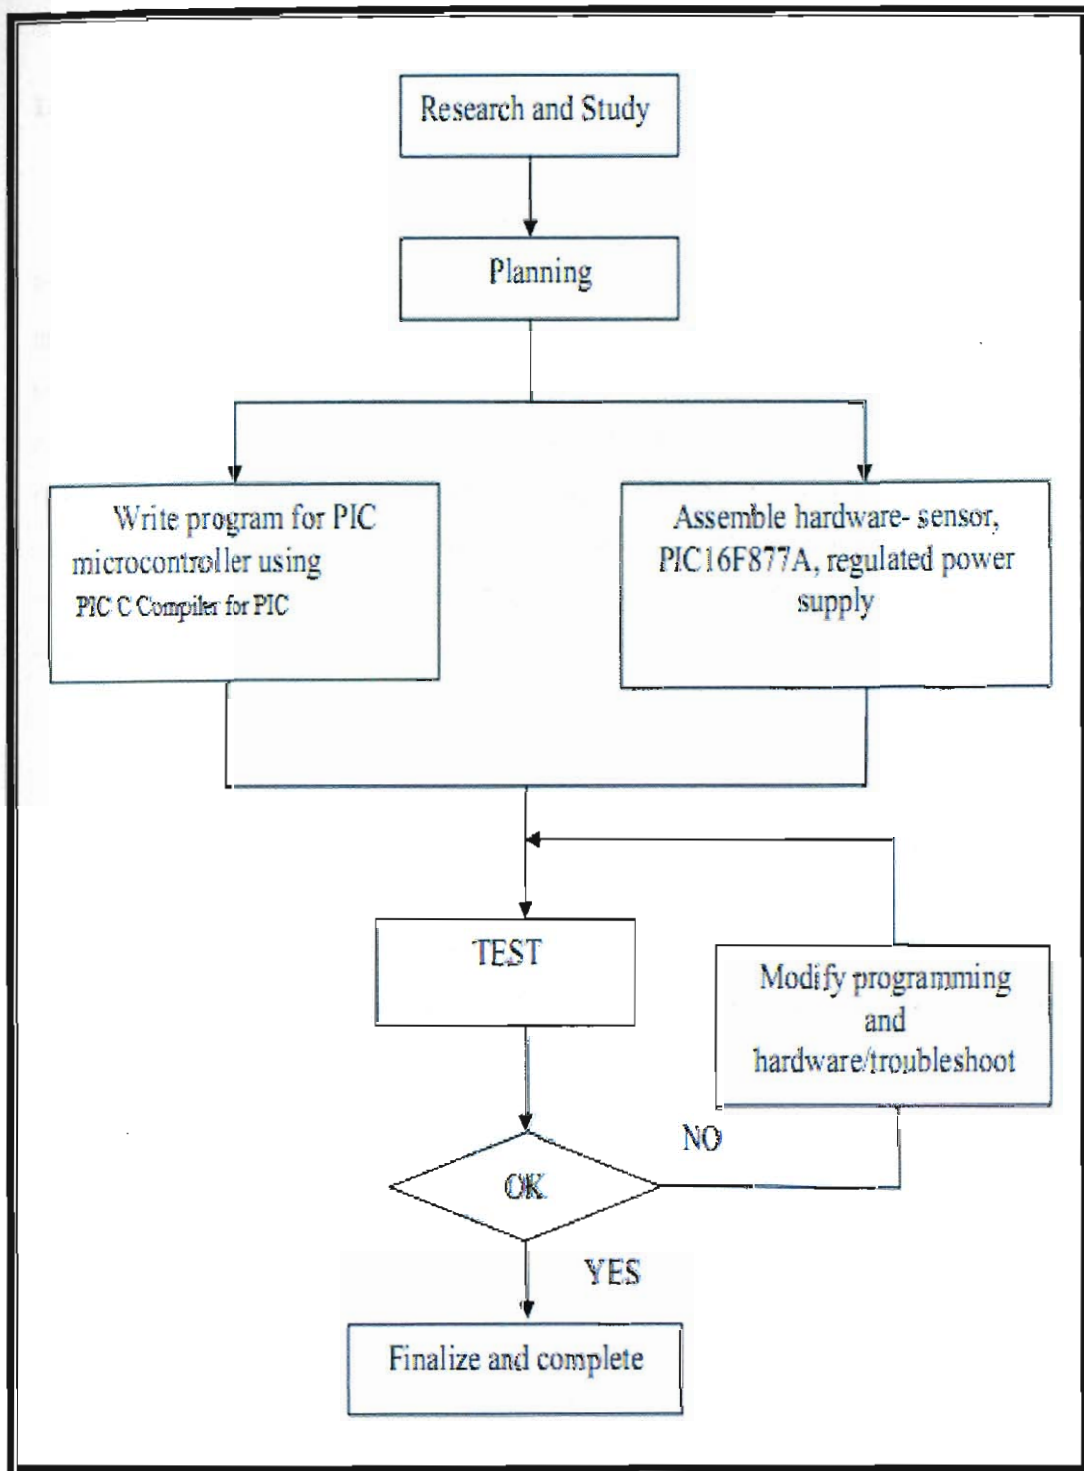 Research and Study
Planning
Write program for PIC
microcontroller using
PIC C Compiler for PIC
Assemble hardware- sensor,
PIC16F877A, regulated power
supply
TEST
Modify programming
and
hardware/troubleshoot
NO
OK
YES
Finalize and complete